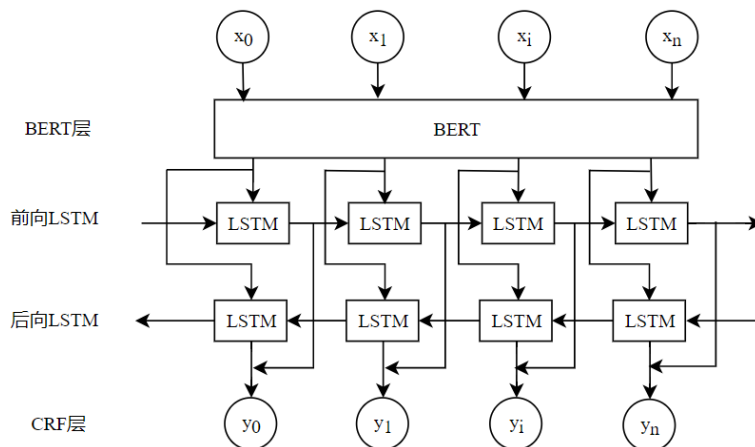 x0 x1 xi xn
BERT层 BERT
前向LSTM LSTM LSTM LSTM LSTM
后向LSTM LSTM LSTM LSTM LSTM
CRF层 y0 y1 yi yn